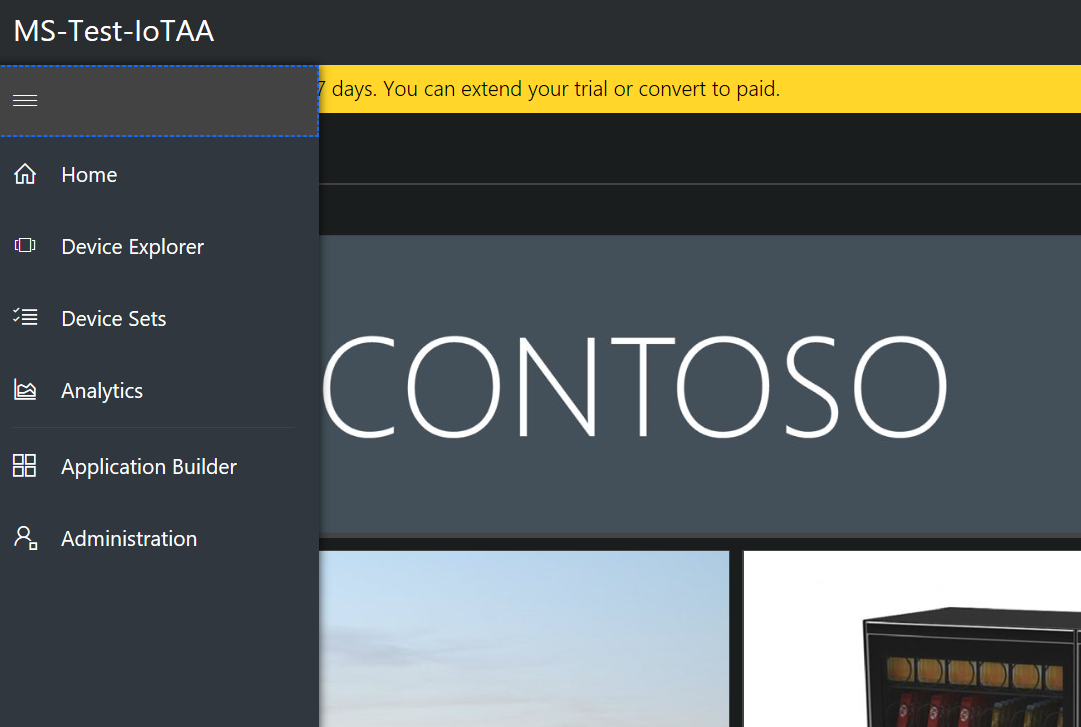 MS-Test-IoTAA
7 days. You can extend your trial or convert to paid.
Home
Device Explorer
Device Sets
Analytics
Application Builder
Administration
CONTOSO